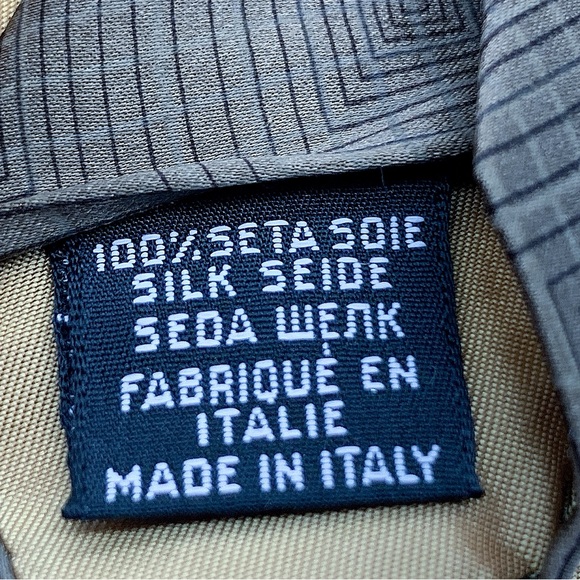 100% SETA SOIE
SILK SEIDE
SEDA ШЕЛК
FABRIQUÉ EN
ITALIE
MADE IN ITALY